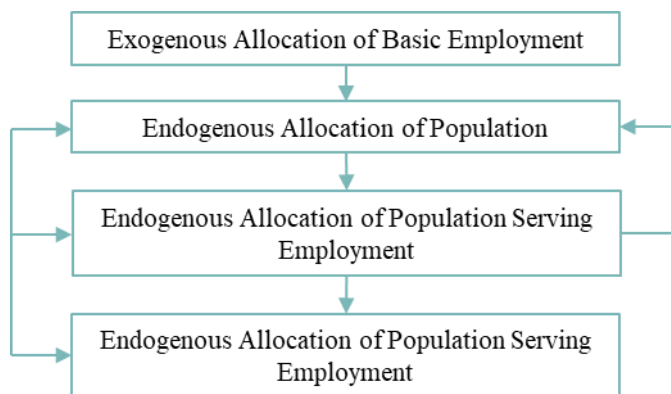 Exogenous Allocation of Basic Employment
Endogenous Allocation of Population
Endogenous Allocation of Population Serving
Employment
Endogenous Allocation of Population Serving
Employment